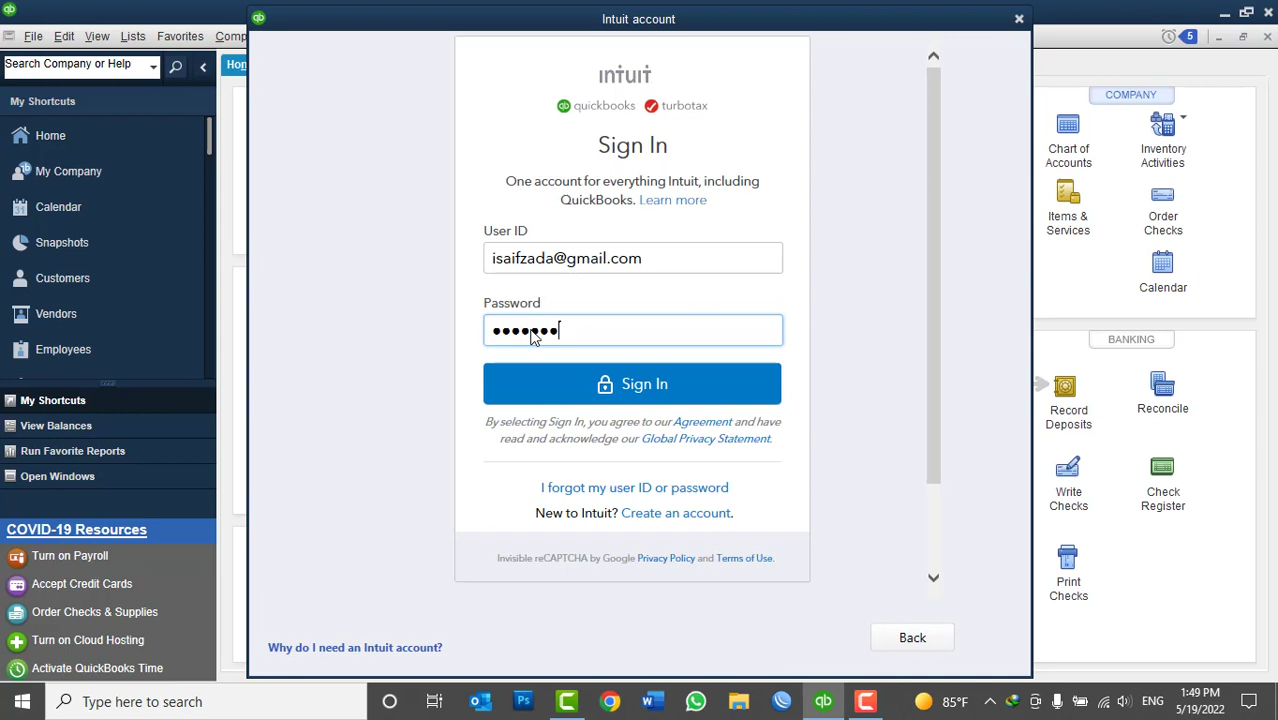 Intuit account
File Edit View Lists Favorites Comp
5
Search Company or Help
Hon
My Shortcuts
Home
My Company
Calendar
Snapshots
Customers
Vendors
Employees
My Shortcuts
View Balances
Run Favorite Reports
Open Windows
COVID-19 Resources
Turn on Payroll
Accept Credit Cards
Order Checks & Supplies
Turn on Cloud Hosting
Activate QuickBooks Time
intuit
quickbooks turbotax
Sign In
One account for everything Intuit, including
QuickBooks. Learn more
User ID
isaifzada@gmail.com
Password
•••••••
Sign In
By selecting Sign In, you agree to our Agreement and have
read and acknowledge our Global Privacy Statement.
I forgot my user ID or password
New to Intuit? Create an account.
Invisible reCAPTCHA by Google Privacy Policy and Terms of Use.
Why do I need an Intuit account?
Back
COMPANY
Chart of
Accounts
Inventory
Activities
Items &
Services
Order
Checks
Calendar
BANKING
Record
Deposits
Reconcile
Write
Checks
Check
Register
Print
Checks
Type here to search
85°F
ENG
1:49 PM
5/19/2022